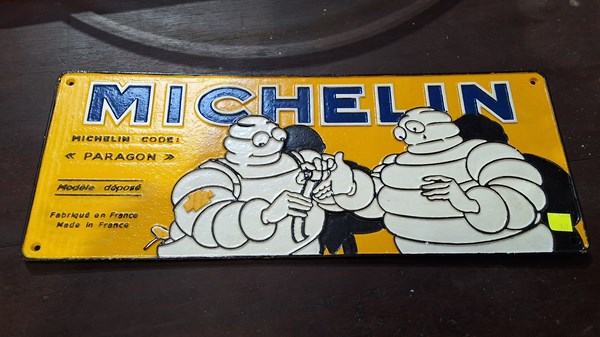 MICHELIN
MICHELIN CODE:
« PARAGON »
Modèle déposé
Fabriqué en France
Made in France